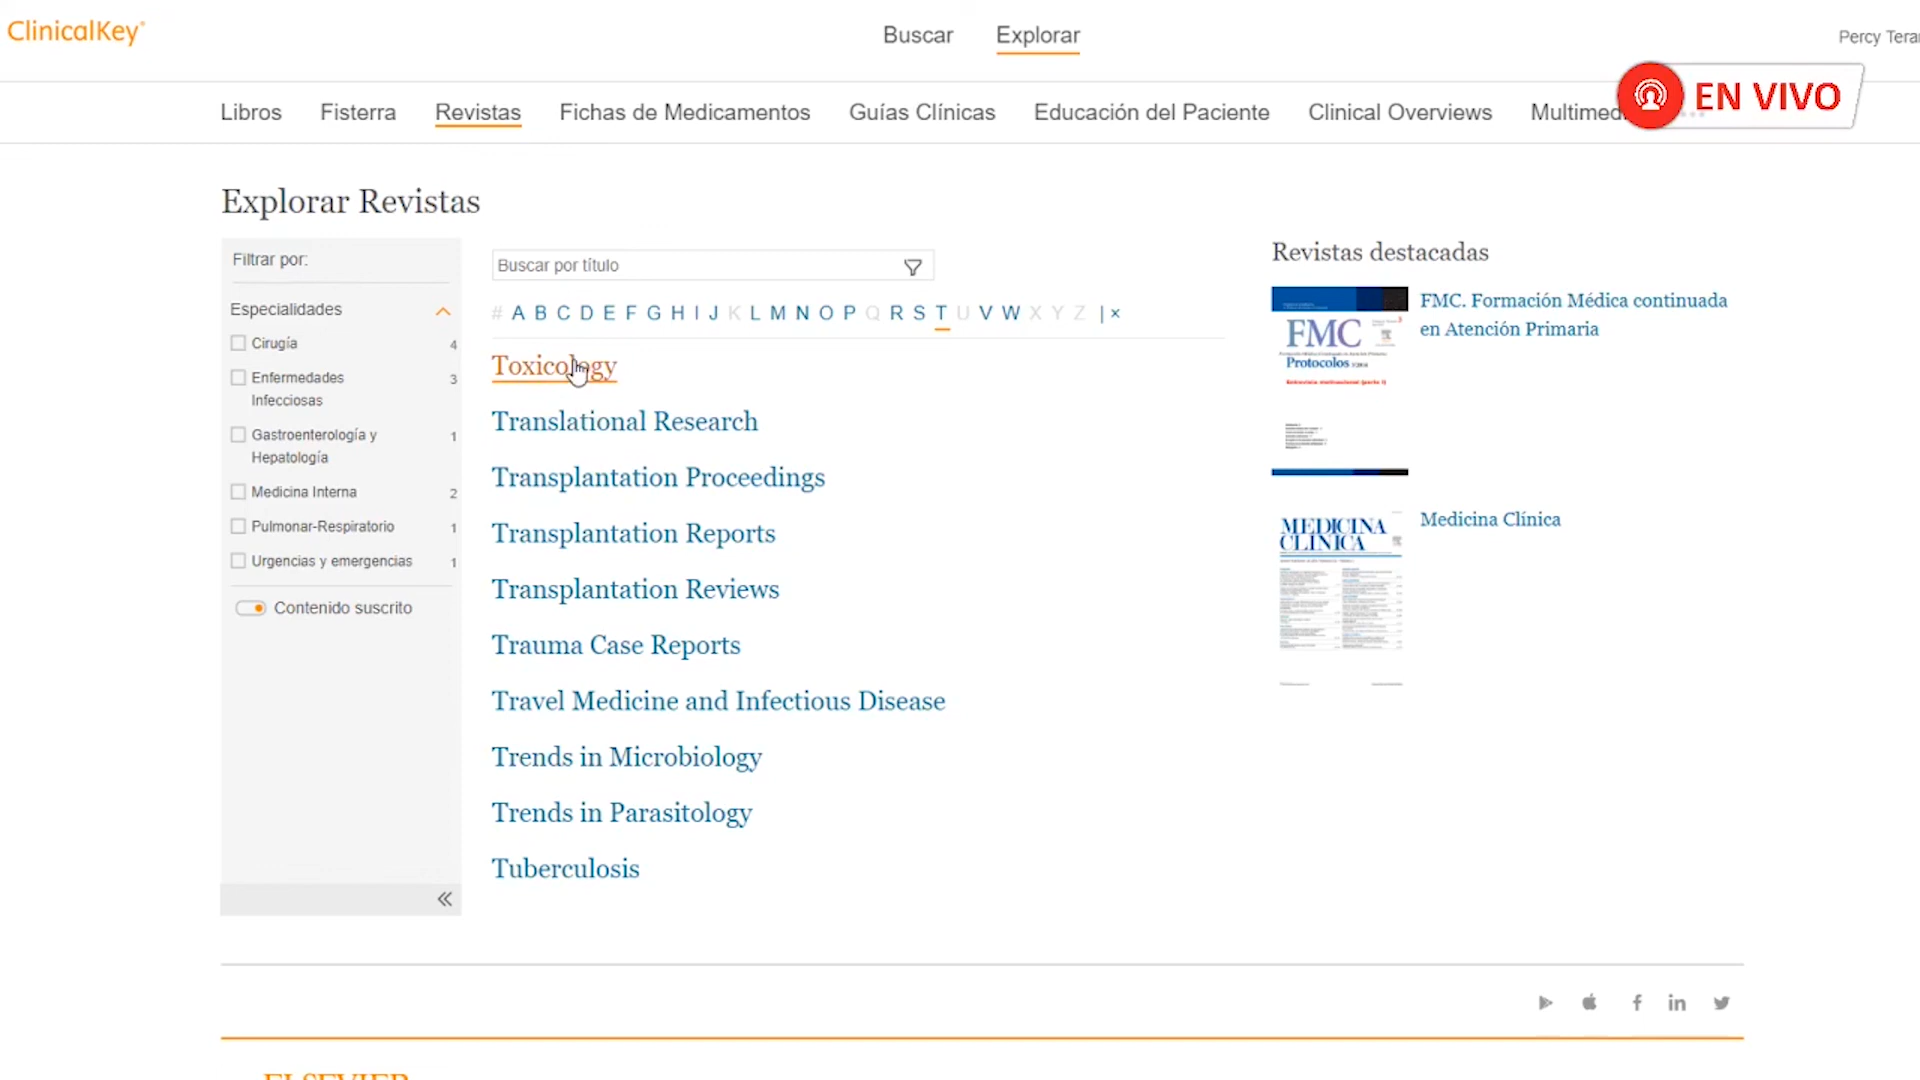 ClinicalKey®
Buscar
Explorar
Percy Tera
EN VIVO
Libros
Fisterra
Revistas
Fichas de Medicamentos
Guías Clínicas
Educación del Paciente
Clinical Overviews
Explorar Revistas
Filtrar por:
Especialidades
Cirugía 4
Enfermedades 3
Infecciosas
Gastroenterología y 1
Hepatología
Medicina Interna 2
Pulmonar-Respiratorio 1
Urgencias y emergencias 1
Contenido suscrito
Buscar por título
# A B C D E F G H I J K L M N O P Q R S T U V W X Y Z | ×
Toxicology
Translational Research
Transplantation Proceedings
Transplantation Reports
Transplantation Reviews
Trauma Case Reports
Travel Medicine and Infectious Disease
Trends in Microbiology
Trends in Parasitology
Tuberculosis
Revistas destacadas
FMC
Protocolos
FMC. Formación Médica continuada
en Atención Primaria
MEDICINA
CLINICA
Medicina Clínica
ELSEVIER